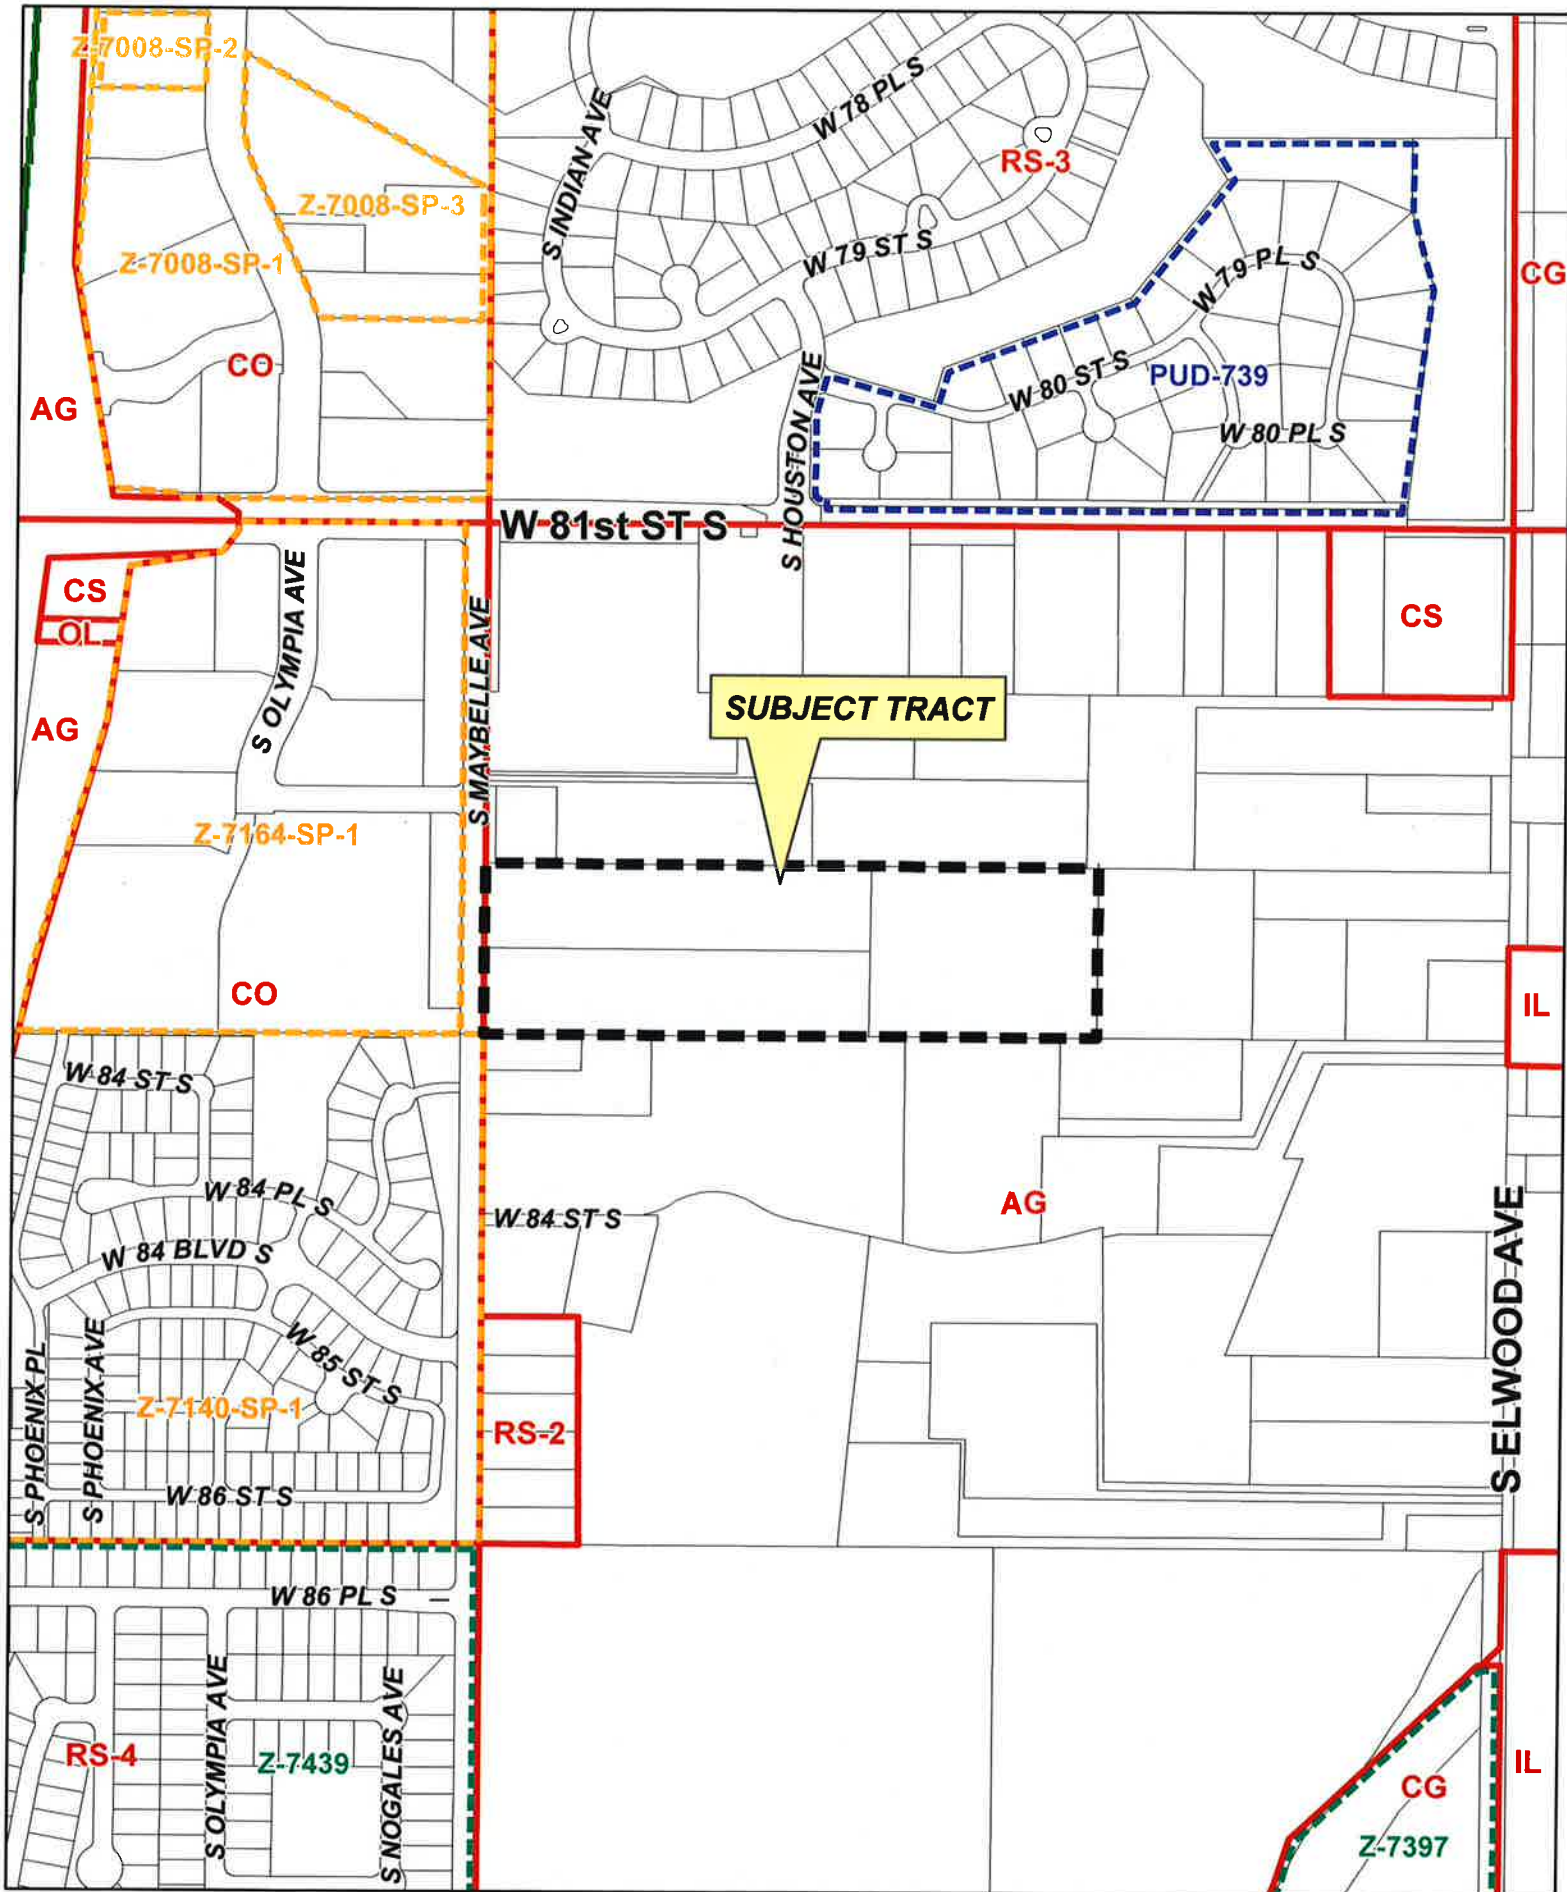 Z-7008-SP-2
W 78 PL S
S INDIAN AVE
RS-3
Z-7008-SP-3
W 79 ST S
Z-7008-SP-1
W 79 PL S
CG
CO
W 80 ST S
PUD-739
AG
S HOUSTON AVE
W 80 PL S
W 81st ST S
CS
OL
S OLYMPIA AVE
S MAYBELLE AVE
CS
SUBJECT TRACT
AG
Z-7164-SP-1
CO
IL
W 84 ST S
W 84 PL S
W 84 ST S
AG
W 84 BLVD S
S ELWOOD AVE
S PHOENIX PL
S PHOENIX AVE
W 85 ST S
Z-7140-SP-1
RS-2
W 86 ST S
W 86 PL S
S OLYMPIA AVE
S NOGALES AVE
RS-4
Z-7439
IL
CG
Z-7397